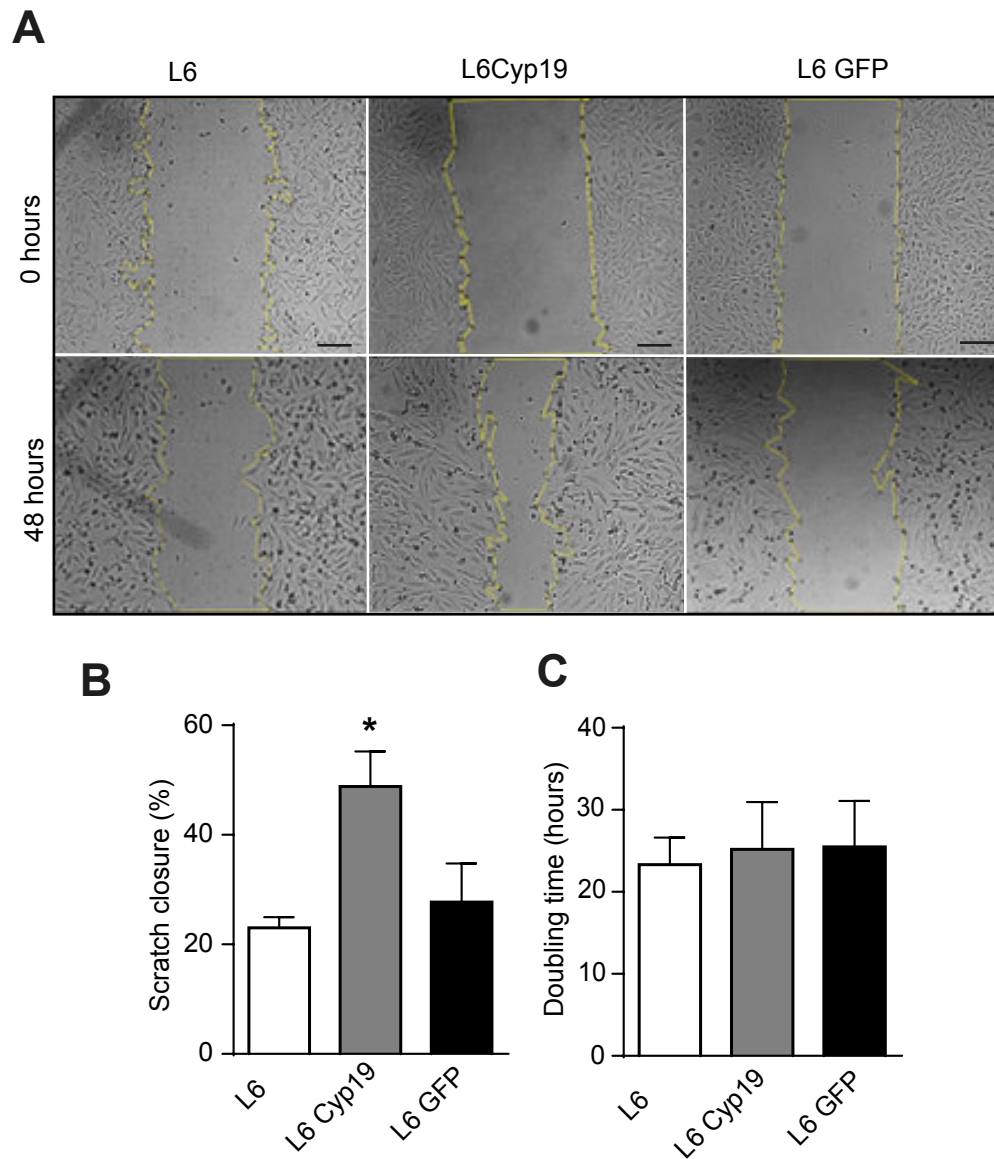 A
L6
L6Cyp19
L6 GFP
0 hours
48 hours
B
Scratch closure (%)
60
40
20
0
*
L6
L6 Cyp19
L6 GFP
C
Doubling time (hours)
40
30
20
10
0
L6
L6 Cyp19
L6 GFP